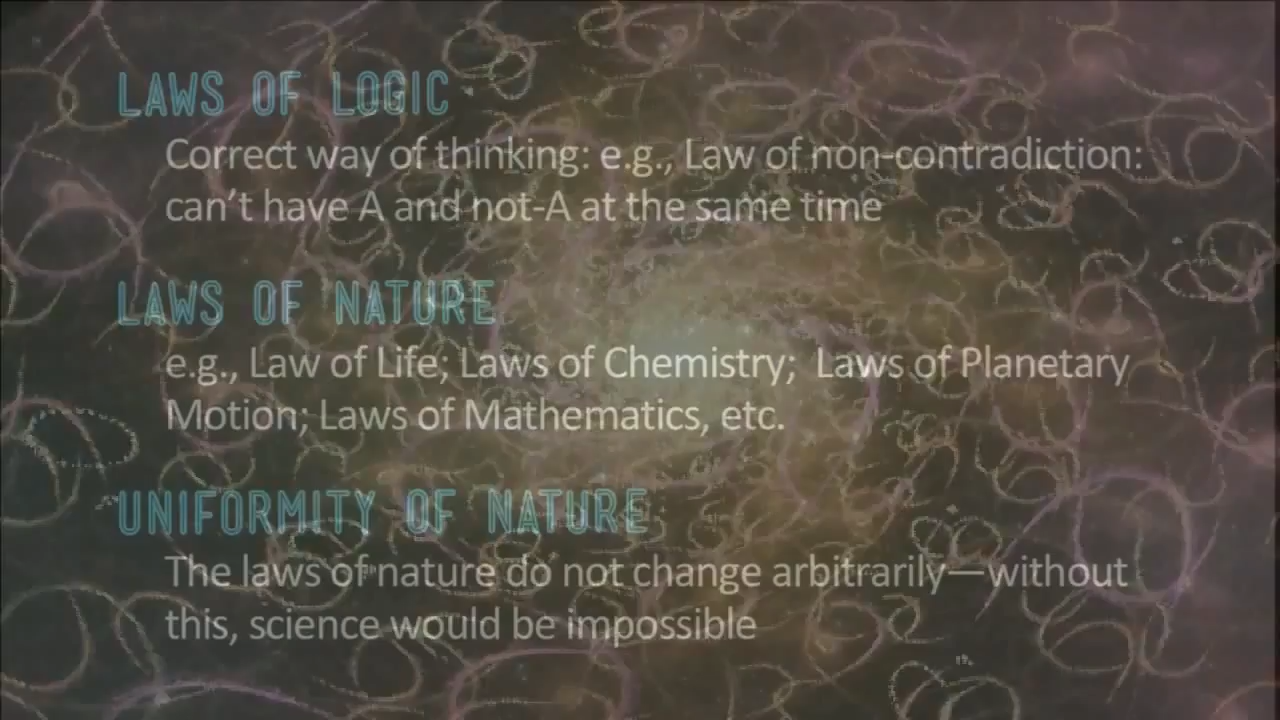 LAWS OF LOGIC
Correct way of thinking: e.g., Law of non-contradiction:
can’t have A and not-A at the same time
LAWS OF NATURE
e.g., Law of Life; Laws of Chemistry;  Laws of Planetary
Motion; Laws of Mathematics, etc.
UNIFORMITY OF NATURE
The laws of nature do not change arbitrarily—without
this, science would be impossible